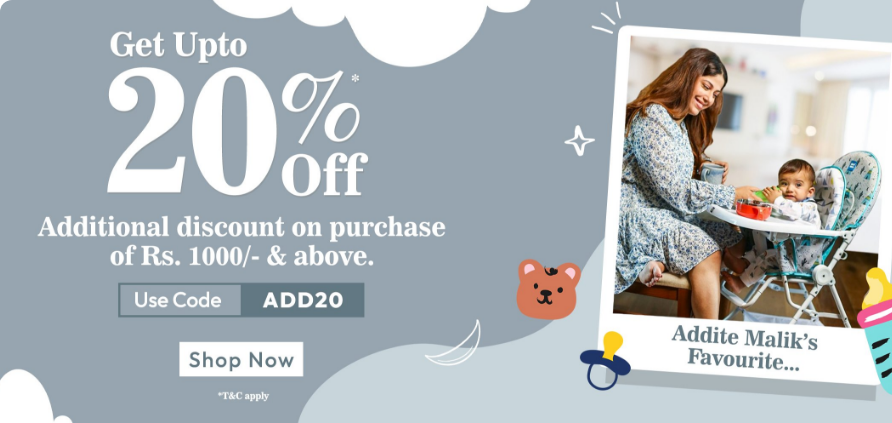 Get Upto
20%*
Off
Additional discount on purchase
of Rs. 1000/- & above.
Use Code ADD20
Shop Now
*T&C apply
Addite Malik's
Favourite...